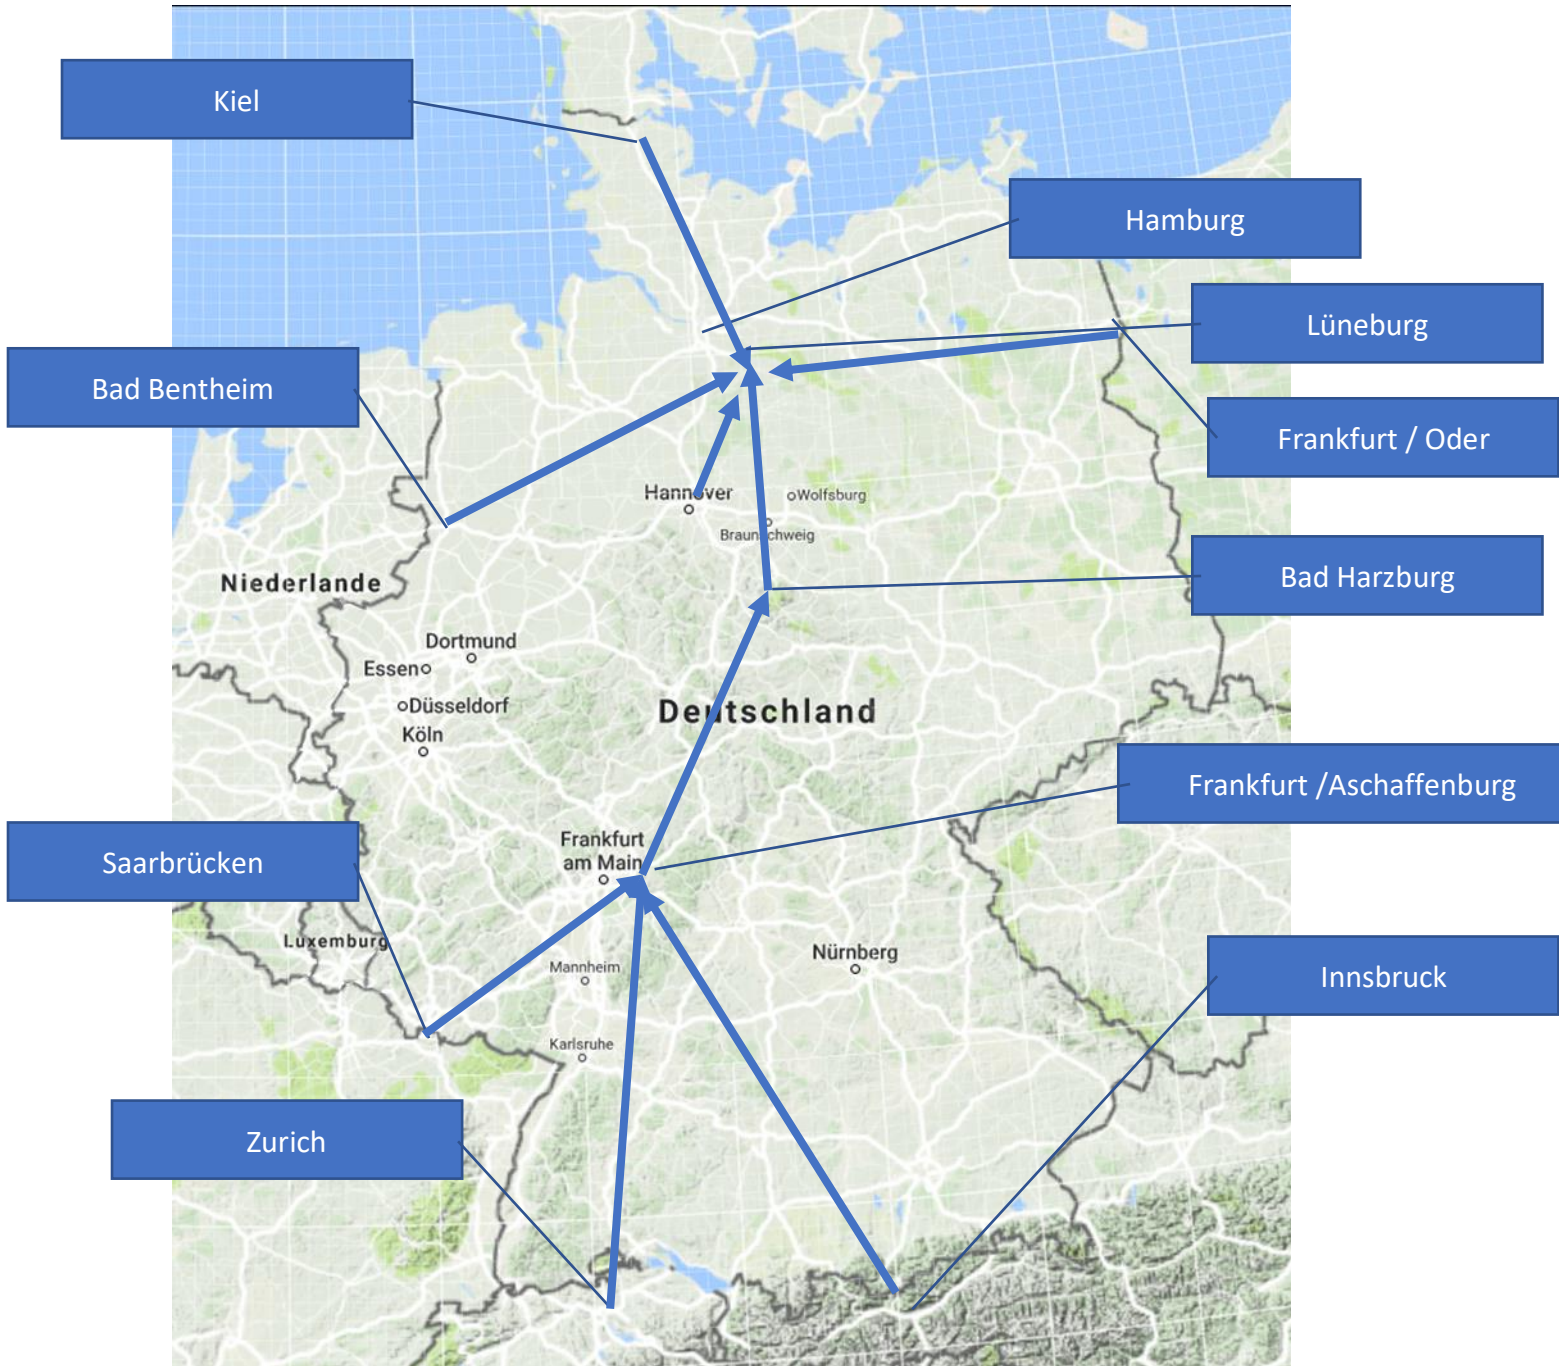 Kiel
Hamburg
Lüneburg
Bad Bentheim
Frankfurt / Oder
Hannover
Wolfsburg
Braunschweig
Bad Harzburg
Niederlande
Dortmund
Essen
Düsseldorf
Deutschland
Köln
Frankfurt /Aschaffenburg
Frankfurt
am Main
Saarbrücken
Luxemburg
Nürnberg
Mannheim
Innsbruck
Karlsruhe
Zurich